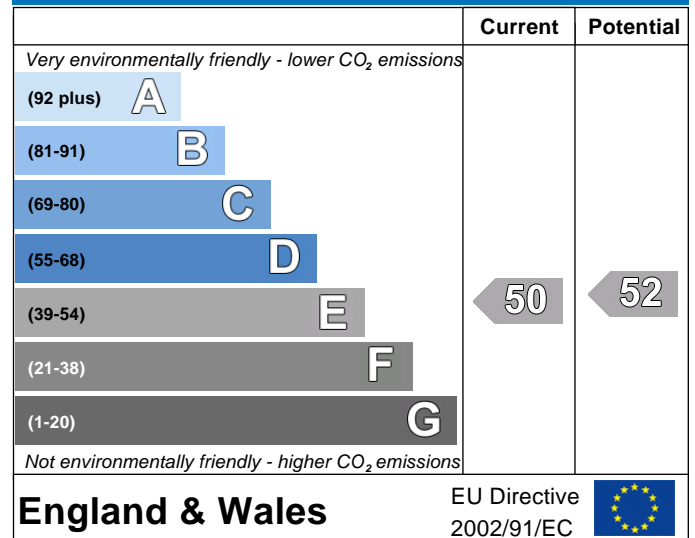 Current Potential
Very environmentally friendly - lower CO₂ emissions
(92 plus) A
(81-91) B
(69-80) C
(55-68) D
(39-54) E
50 52
(21-38) F
(1-20) G
Not environmentally friendly - higher CO₂ emissions
England & Wales
EU Directive
2002/91/EC